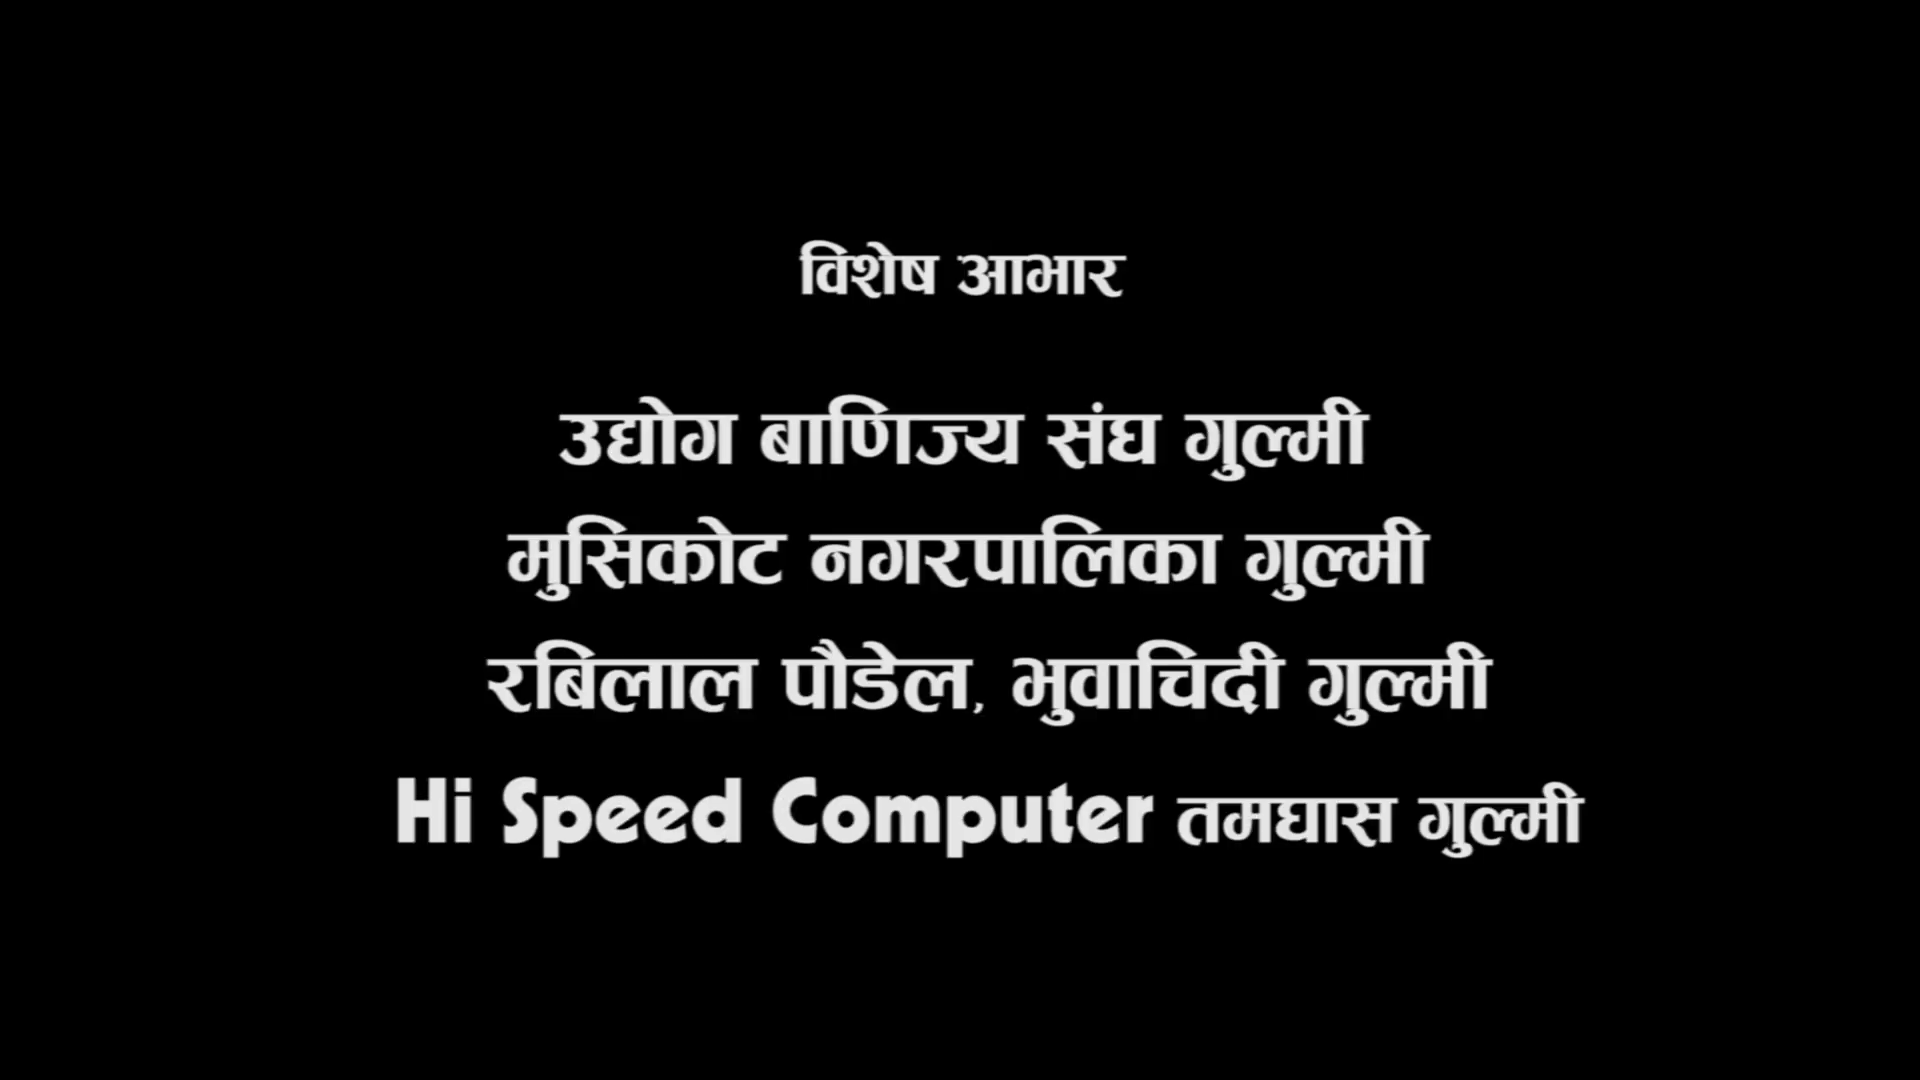 विशेष आभार
उद्योग बाणिज्य संघ गुल्मी
मुसिकोट नगरपालिका गुल्मी
रबिलाल पौडेल, भुवाचिदी गुल्मी
Hi Speed Computer तमघास गुल्मी